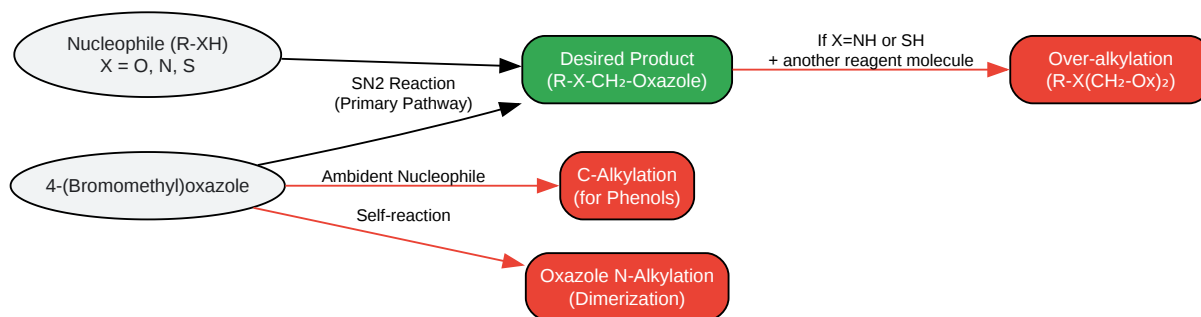 Nucleophile (R-XH)
X = O, N, S
SN2 Reaction
(Primary Pathway)
Desired Product
(R-X-CH₂-Oxazole)
If X=NH or SH
+ another reagent molecule
Over-alkylation
(R-X(CH₂-Ox)₂)
4-(Bromomethyl)oxazole
Ambident Nucleophile
C-Alkylation
(for Phenols)
Self-reaction
Oxazole N-Alkylation
(Dimerization)